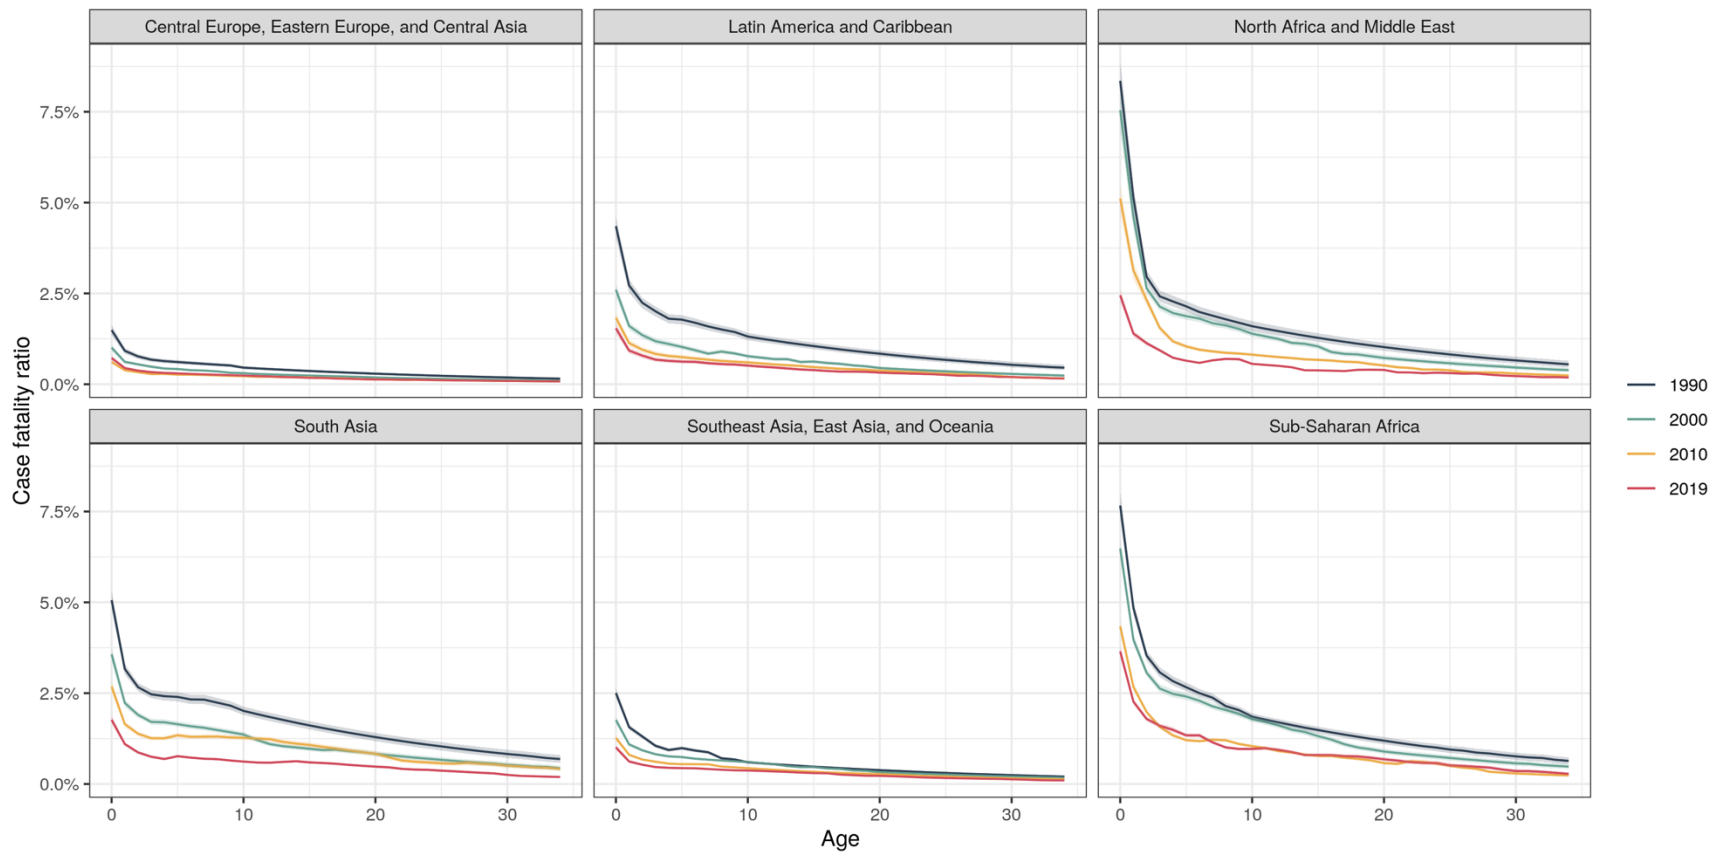 Central Europe, Eastern Europe, and Central Asia
Latin America and Caribbean
North Africa and Middle East
7.5%
5.0%
2.5%
0.0%
South Asia
Southeast Asia, East Asia, and Oceania
Sub-Saharan Africa
7.5%
5.0%
2.5%
0.0%
0 10 20 30
0 10 20 30
0 10 20 30
Age
Case fatality ratio
1990
2000
2010
2019